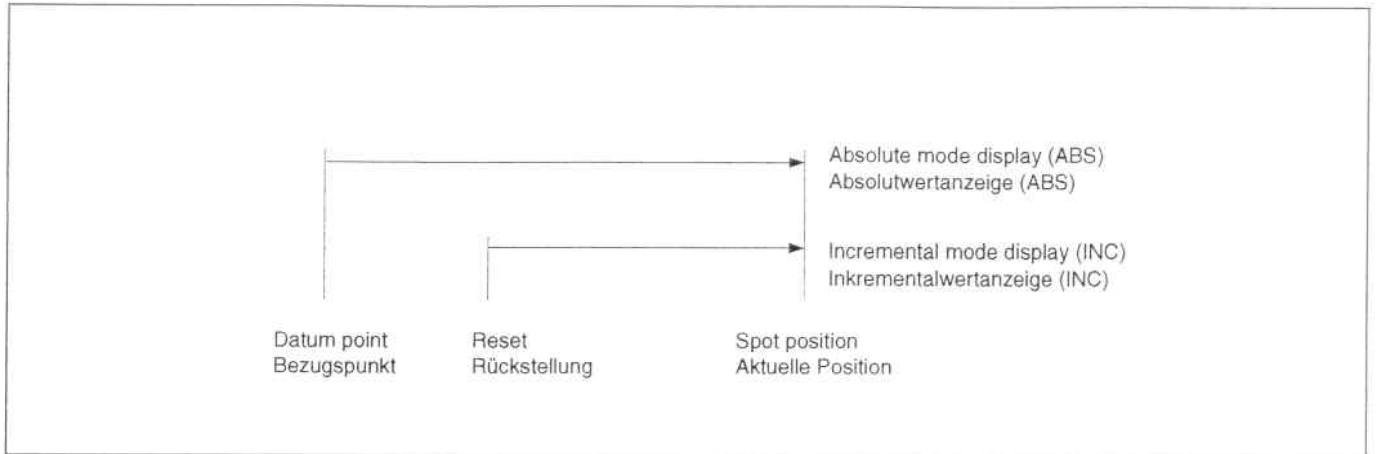 Absolute mode display (ABS)
Absolutwertanzeige (ABS)
Incremental mode display (INC)
Inkrementalwertanzeige (INC)
Datum point
Bezugspunkt
Reset
Rückstellung
Spot position
Aktuelle Position